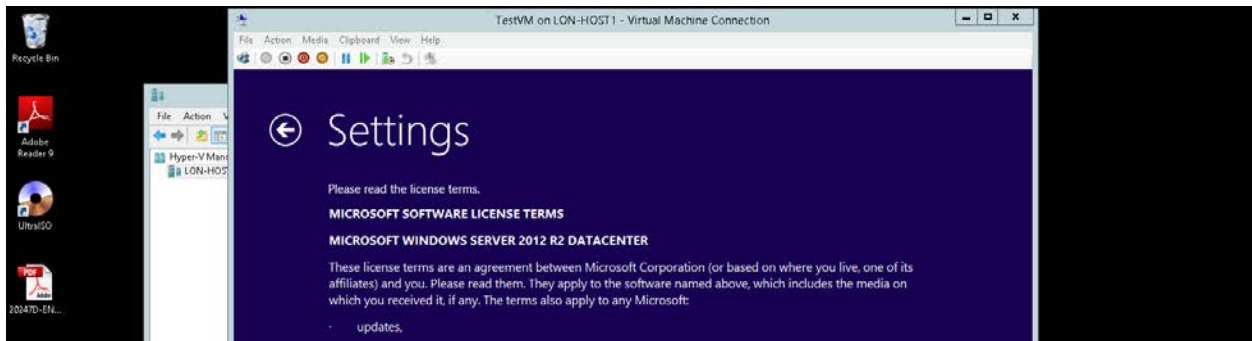 Recycle Bin
Adobe
Reader 9
UltraISO
20247D-EN...
File Action V
Hyper-V Man
LON-HOS
TestVM on LON-HOST1 - Virtual Machine Connection
File Action Media Clipboard View Help
Settings
Please read the license terms.
MICROSOFT SOFTWARE LICENSE TERMS
MICROSOFT WINDOWS SERVER 2012 R2 DATACENTER
These license terms are an agreement between Microsoft Corporation (or based on where you live, one of its
affiliates) and you. Please read them. They apply to the software named above, which includes the media on
which you received it, if any. The terms also apply to any Microsoft:
· updates,